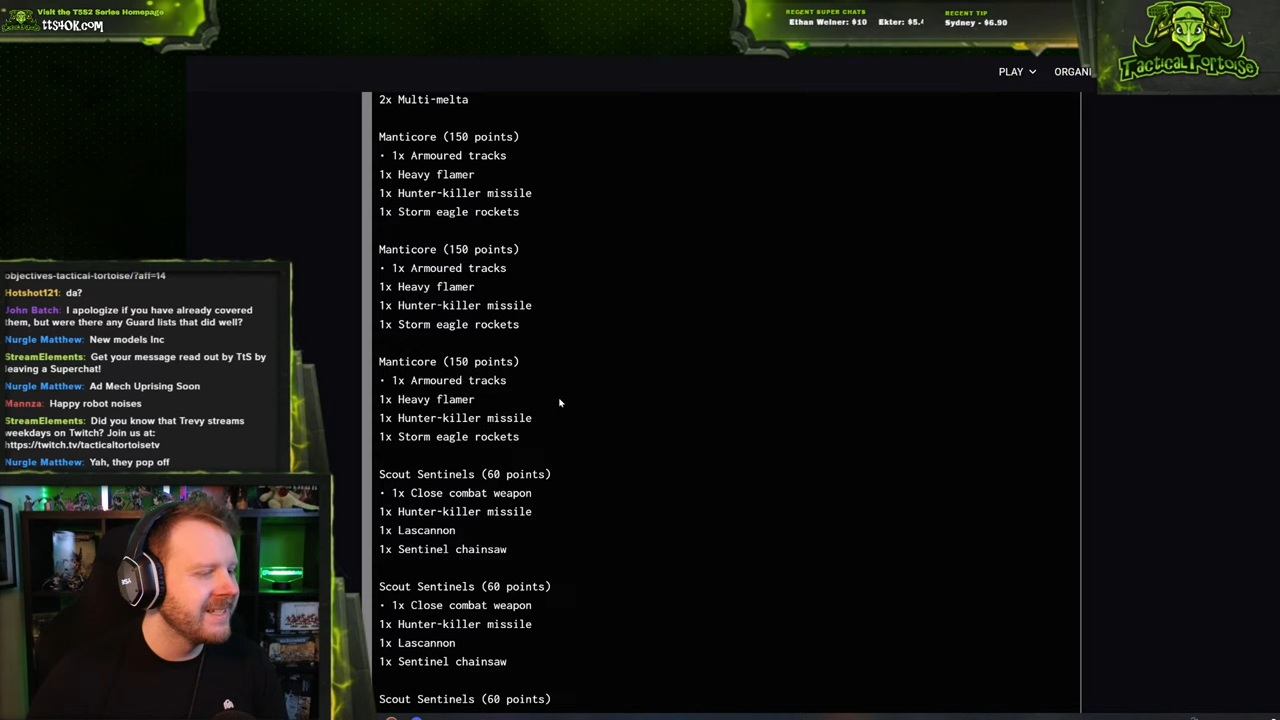 Visit the T5S2 Series Homepage
tts40k.com
RECENT SUPER CHATS
Ethan Weiner: $10 Ekter: $5.
RECENT TIP
Sydney - $6.90
TacticalTortoise
PLAY
ORGANI
2x Multi-melta
Manticore (150 points)
• 1x Armoured tracks
1x Heavy flamer
1x Hunter-killer missile
1x Storm eagle rockets
Manticore (150 points)
• 1x Armoured tracks
1x Heavy flamer
1x Hunter-killer missile
1x Storm eagle rockets
Manticore (150 points)
• 1x Armoured tracks
1x Heavy flamer
1x Hunter-killer missile
1x Storm eagle rockets
Scout Sentinels (60 points)
• 1x Close combat weapon
1x Hunter-killer missile
1x Lascannon
1x Sentinel chainsaw
Scout Sentinels (60 points)
• 1x Close combat weapon
1x Hunter-killer missile
1x Lascannon
1x Sentinel chainsaw
Scout Sentinels (60 points)
objectives-tactical-tortoise/?aff=14
Hotshot121: da?
John Batch: I apologize if you have already covered
them, but were there any Guard lists that did well?
Nurgle Matthew: New models Inc
StreamElements: Get your message read out by TtS by
leaving a Superchat!
Nurgle Matthew: Ad Mech Uprising Soon
Mannza: Happy robot noises
StreamElements: Did you know that Trevy streams
weekdays on Twitch? Join us at:
https://twitch.tv/tacticaltortoisetv
Nurgle Matthew: Yah, they pop off